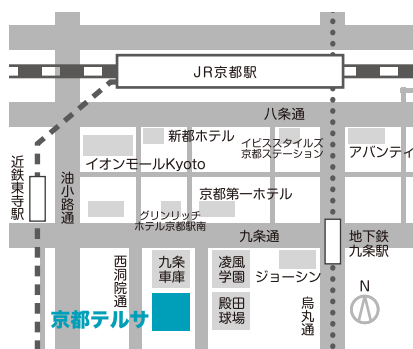 JR京都駅
八条通
新都ホテル
イビススタイルズ
京都ステーション
アバンティ
イオンモールKyoto
近鉄東寺駅
油小路通
京都第一ホテル
グリンリッチ
ホテル京都駅南
九条通
地下鉄
九条駅
西洞院通
九条
車庫
凌風
学園
ジョーシン
烏丸通
N
京都テルサ
殿田
球場